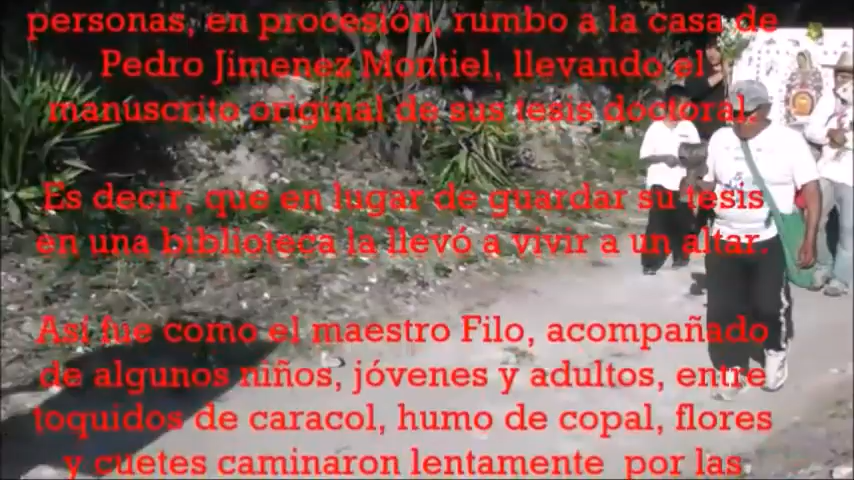 personas, en procesión, rumbo a la casa de
Pedro Jímenez Montiel, llevando el
manuscrito original de sus tesis doctoral.
Es decir, que en lugar de guardar su tesis
en una biblioteca la llevó a vivir a un altar.
Así fue como el maestro Filo, acompañado
de algunos niños, jóvenes y adultos, entre
toquidos de caracol, humo de copal, flores
y cuetes caminaron lentamente por las